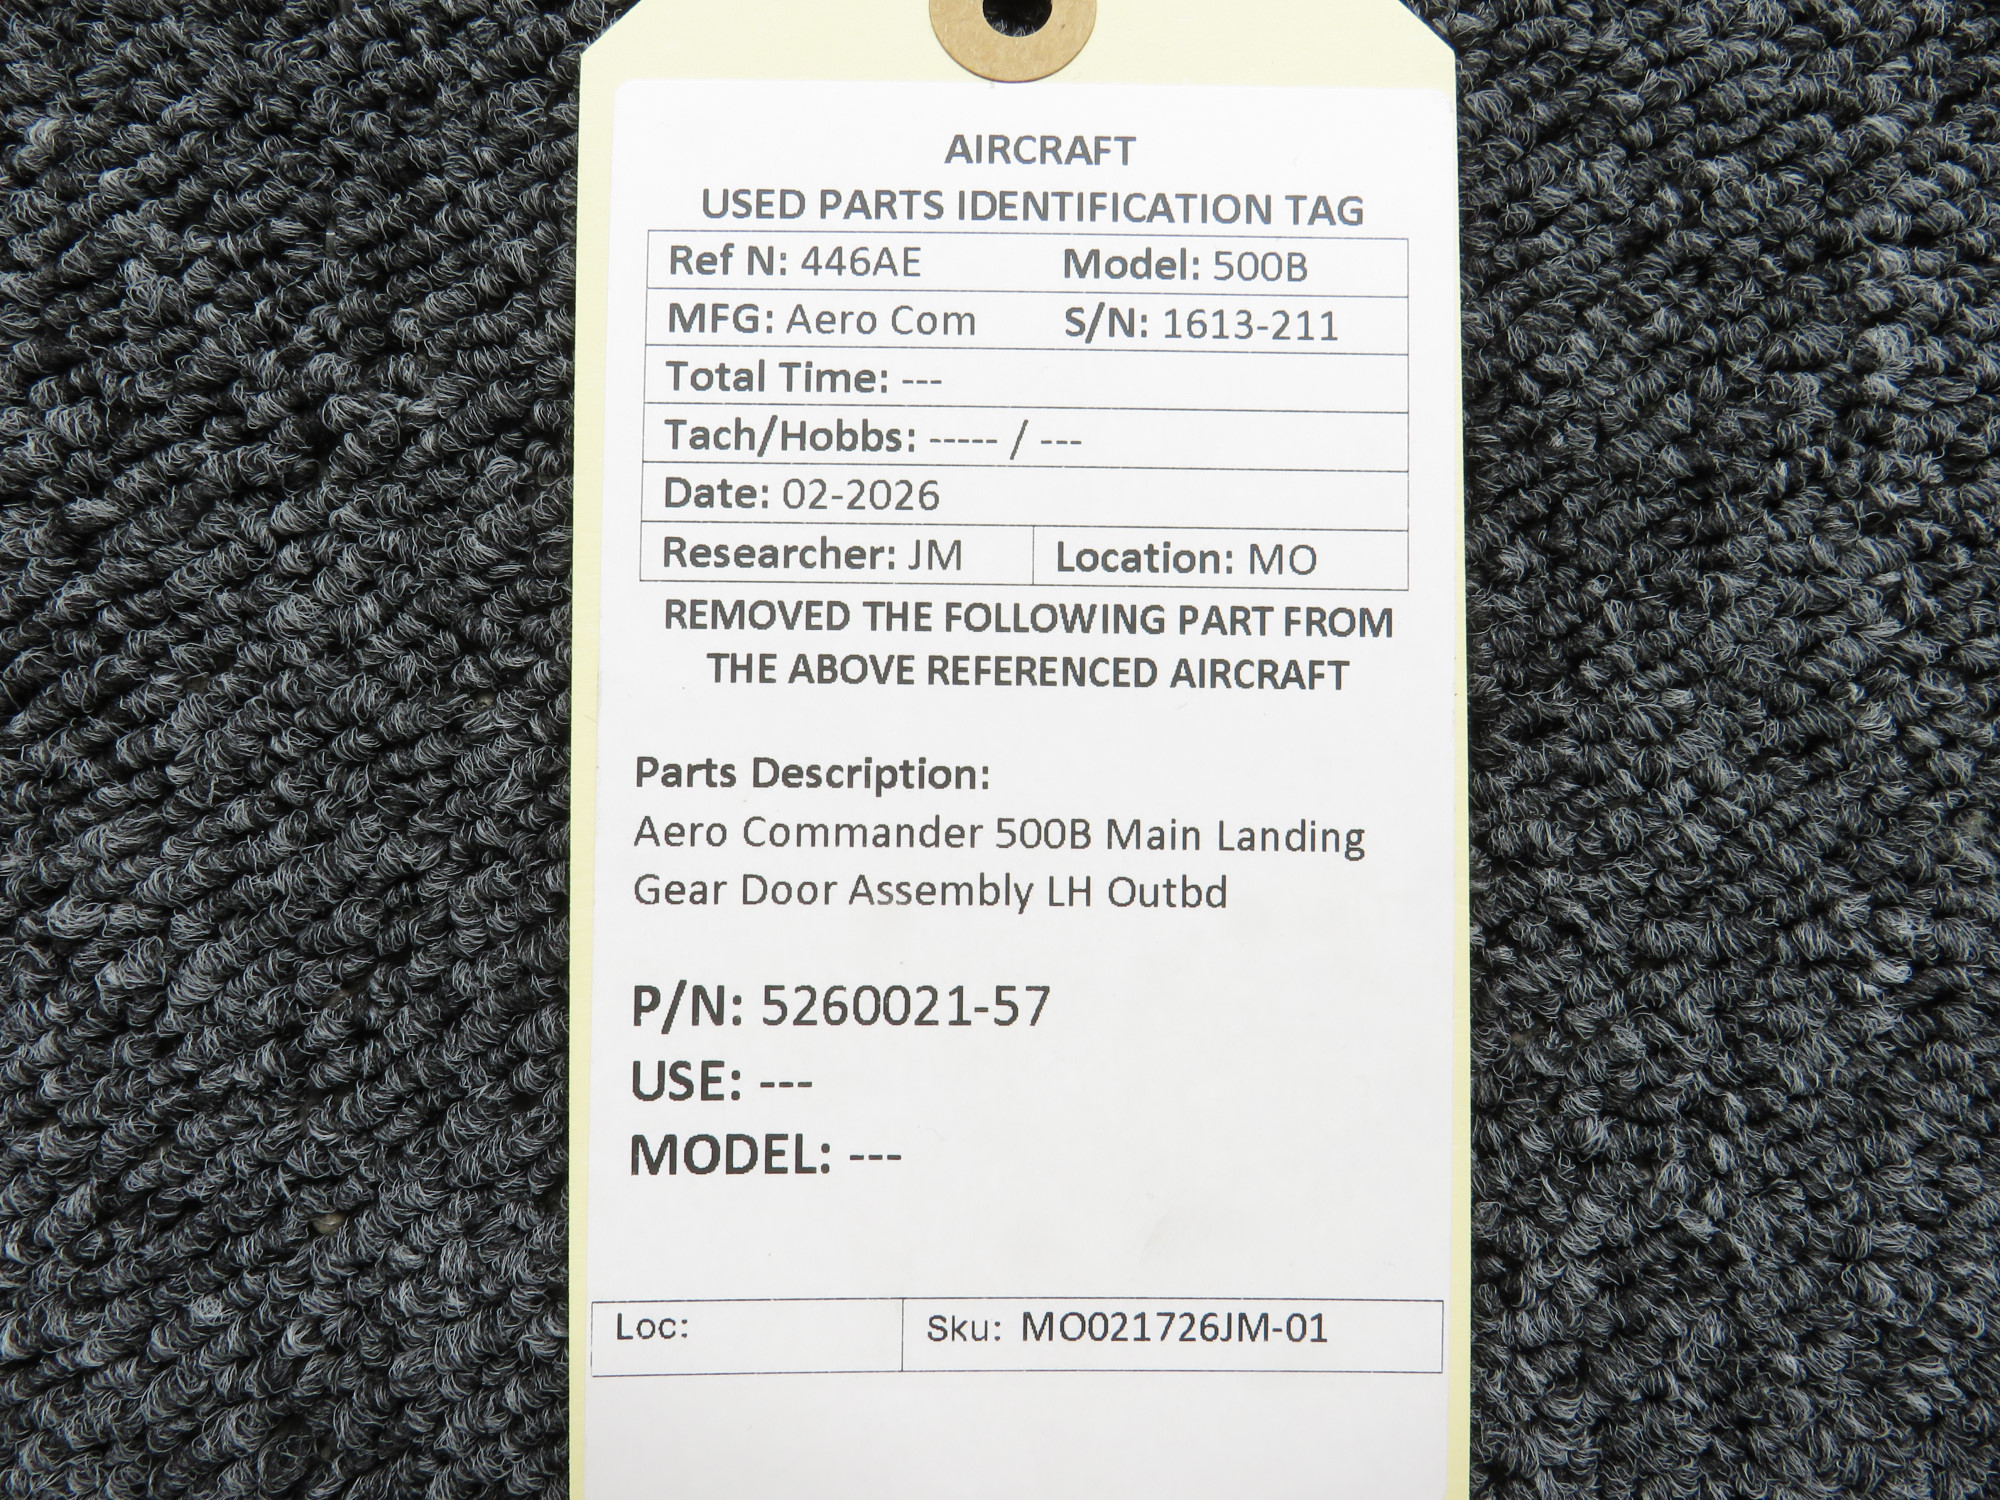 AIRCRAFT
USED PARTS IDENTIFICATION TAG
Ref N: 446AE Model: 500B
MFG: Aero Com S/N: 1613-211
Total Time: ---
Tach/Hobbs: ----- / ---
Date: 02-2026
Researcher: JM Location: MO
REMOVED THE FOLLOWING PART FROM
THE ABOVE REFERENCED AIRCRAFT
Parts Description:
Aero Commander 500B Main Landing
Gear Door Assembly LH Outbd
P/N: 5260021-57
USE: ---
MODEL: ---
Loc: Sku: MO021726JM-01